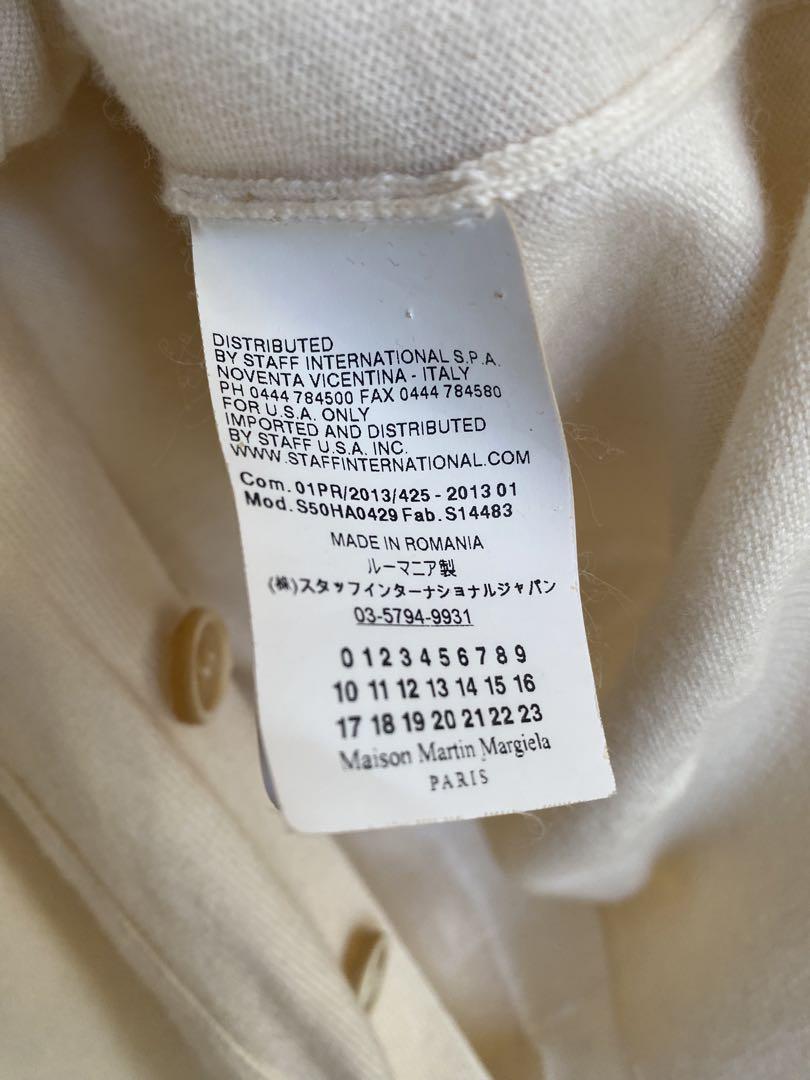 DISTRIBUTED
BY STAFF INTERNATIONAL S.P.A.
NOVENTA VICENTINA - ITALY
PH 0444 784500 FAX 0444 784580
FOR U.S.A. ONLY
IMPORTED AND DISTRIBUTED
BY STAFF U.S.A. INC.
WWW.STAFFINTERNATIONAL.COM
Com. 01PR/2013/425 - 2013 01
Mod. S50HA0429 Fab. S14483
MADE IN ROMANIA
ルーマニア製
(株)スタッフインターナショナルジャパン
03-5794-9931
0 1 2 3 4 5 6 7 8 9
10 11 12 13 14 15 16
17 18 19 20 21 22 23
Maison Martin Margiela
PARIS